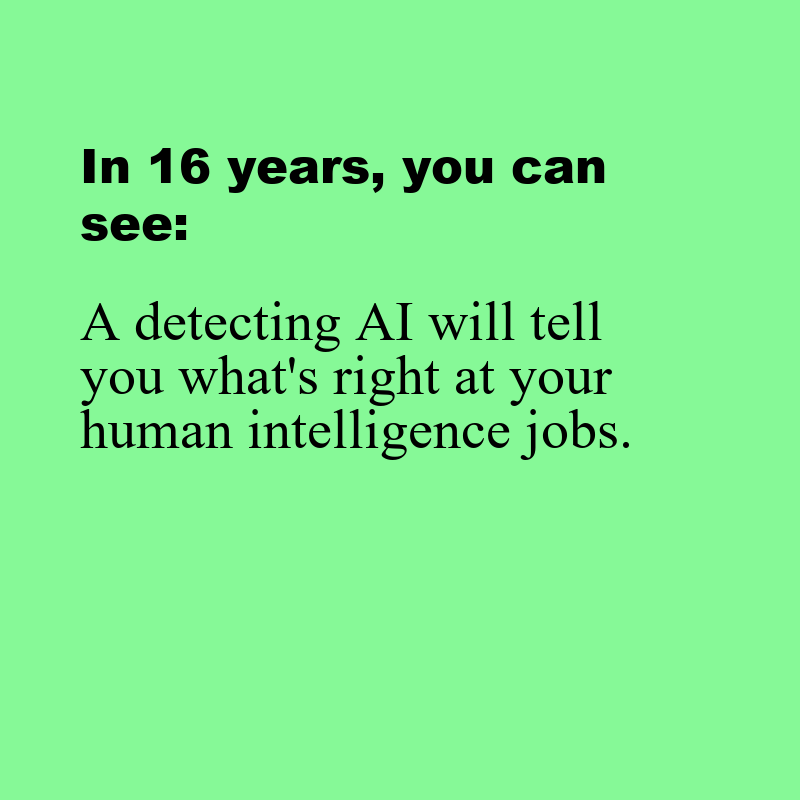 In 16 years, you can
see:
A detecting AI will tell
you what's right at your
human intelligence jobs.